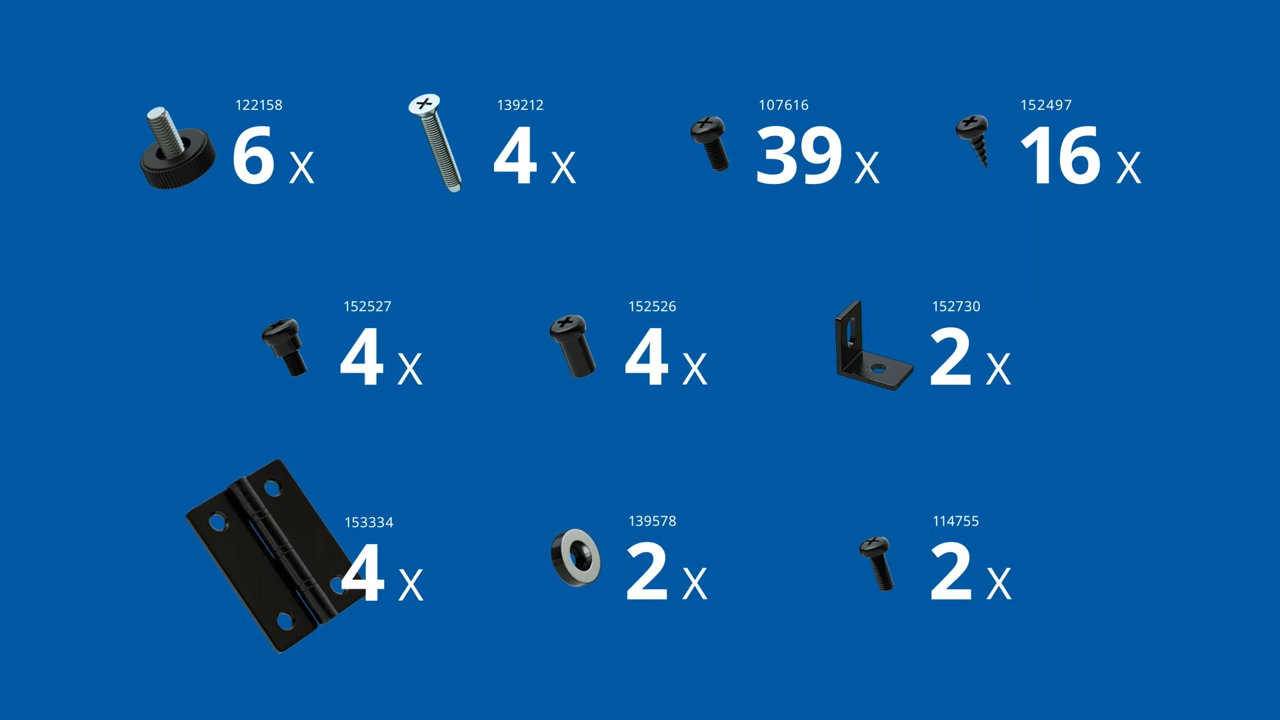 122158
6 X
139212
4 X
107616
39 X
152497
16 X
152527
4 X
152526
4 X
152730
2 X
153334
4 X
139578
2 X
114755
2 X